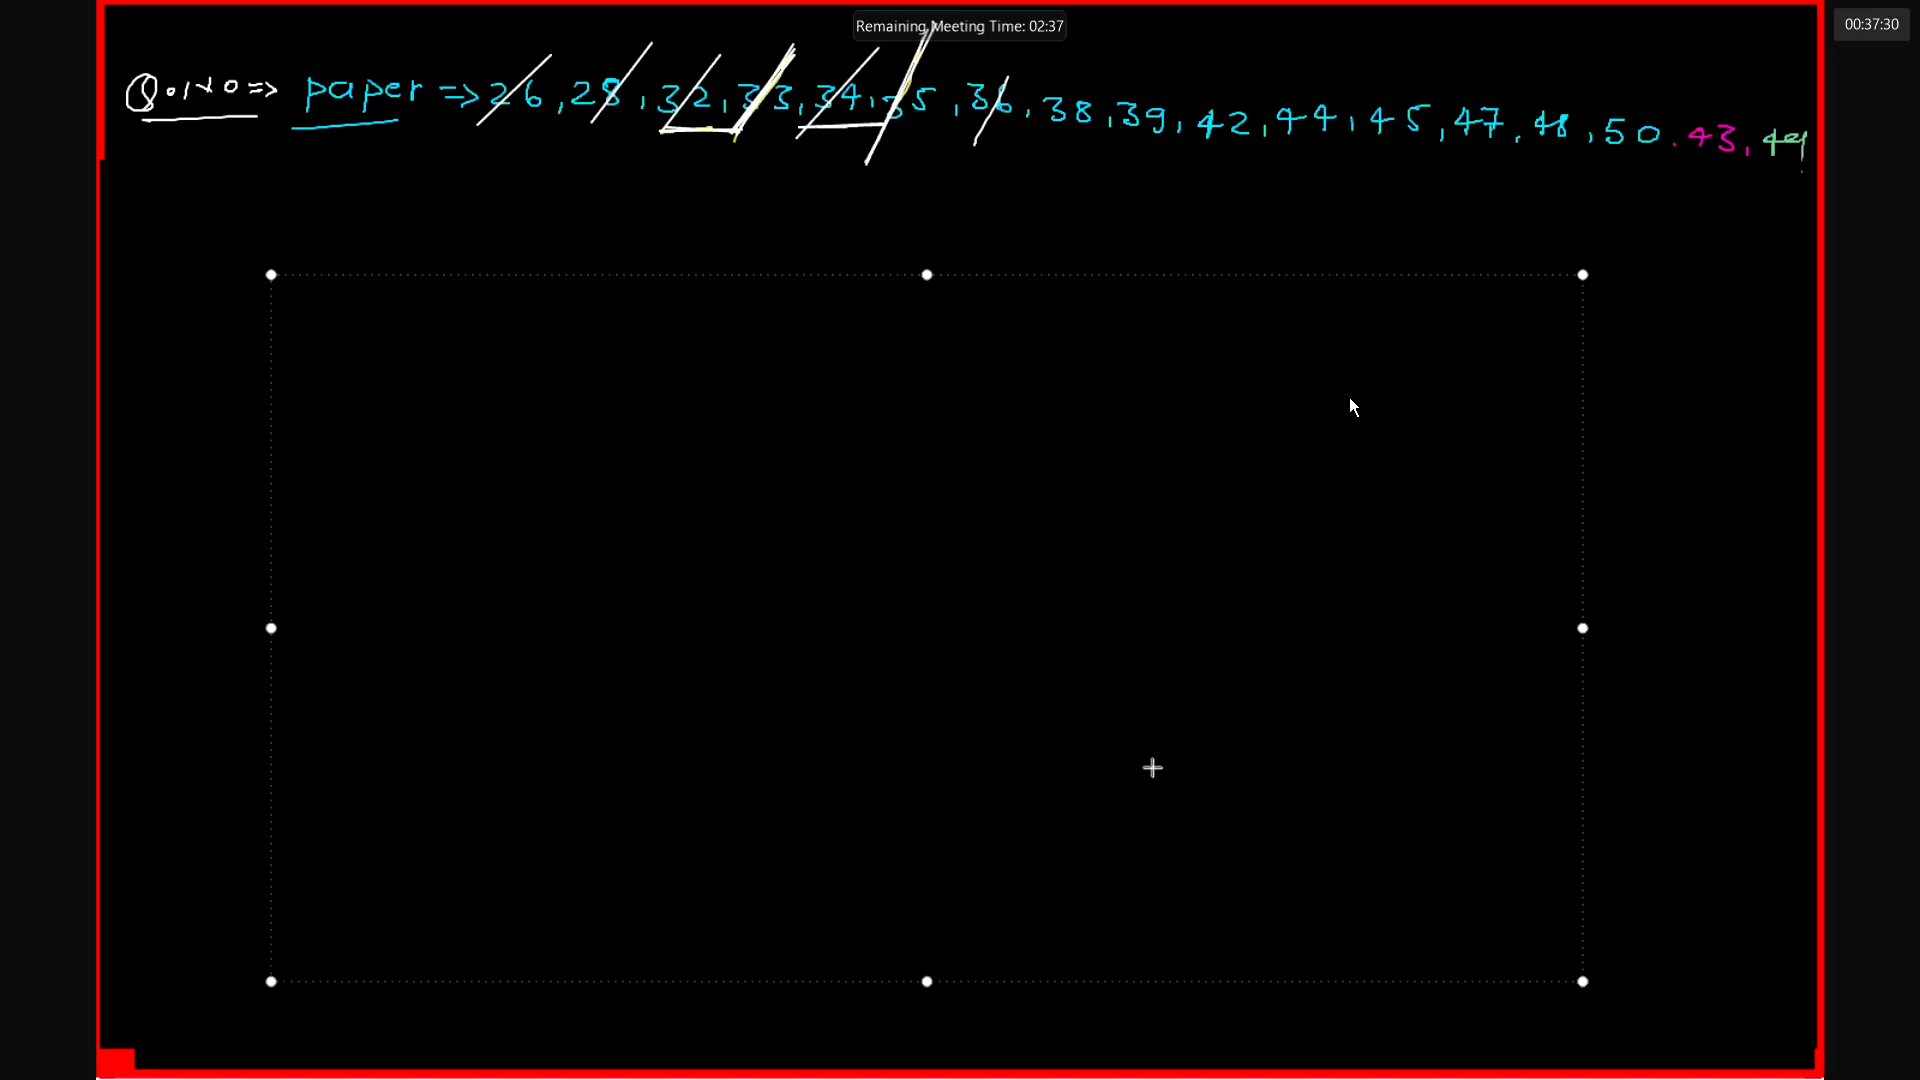 Remaining Meeting Time: 02:37
00:37:30
Q.No => paper => 26, 28, 32, 33, 34, 35, 36, 38, 39, 42, 44, 45, 47, 48, 50. 43, 49